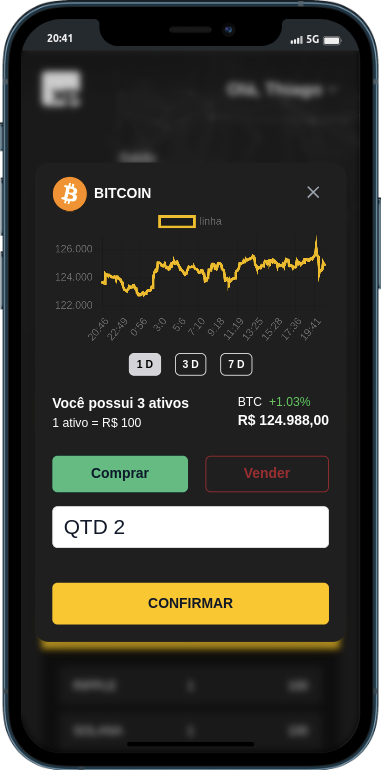 20:41
5G
Olá, Thiago
BITCOIN
linha
126.000
124.000
122.000
20:46 22:49 0:56 3:0 5:6 7:10 9:18 11:19 13:25 15:28 17:36 19:41
1 D 3 D 7 D
Você possui 3 ativos
1 ativo = R$ 100
BTC +1.03%
R$ 124.988,00
Comprar Vender
QTD 2
CONFIRMAR
RIPPLE 1 100
SOLANA 1